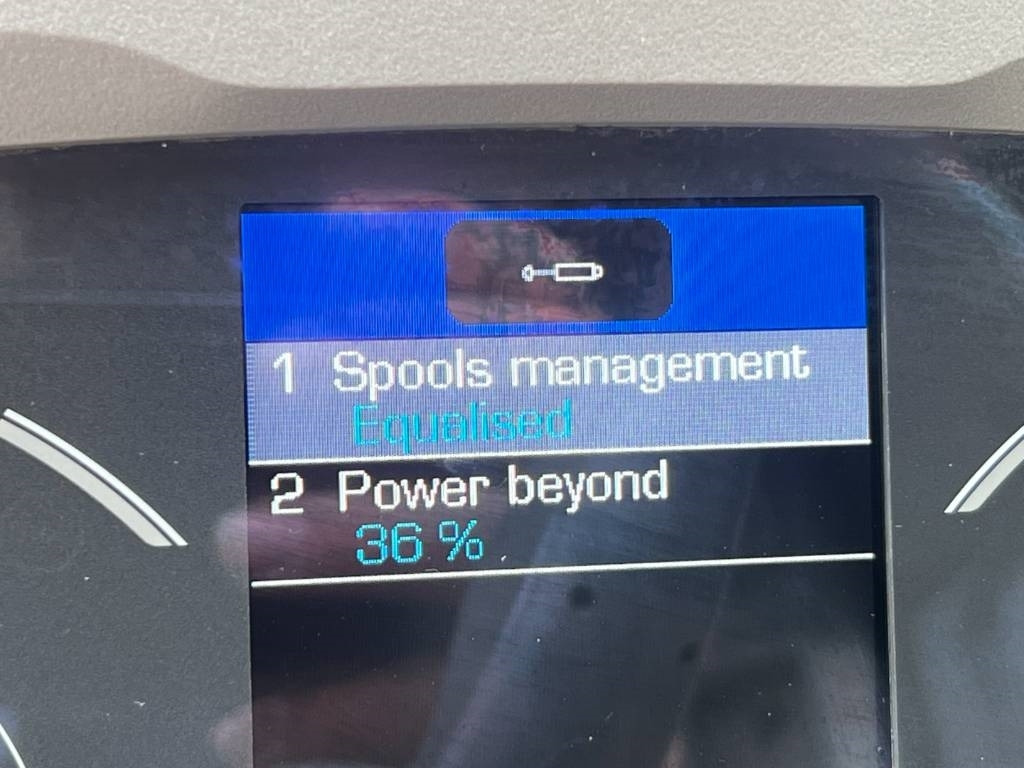 1 Spools management
Equalised
2 Power beyond
36 %